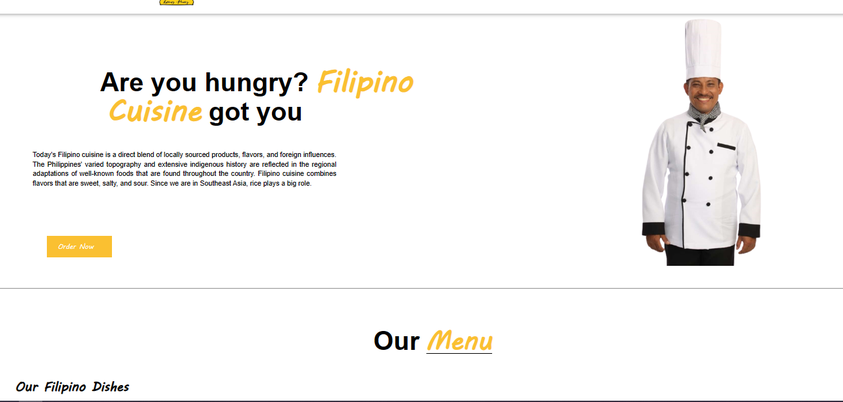 Are you hungry? Filipino
Cuisine got you
Today's Filipino cuisine is a direct blend of locally sourced products, flavors, and foreign influences.
The Philippines' varied topography and extensive indigenous history are reflected in the regional
adaptations of well-known foods that are found throughout the country. Filipino cuisine combines
flavors that are sweet, salty, and sour. Since we are in Southeast Asia, rice plays a big role.
Order Now
Our Menu
Our Filipino Dishes